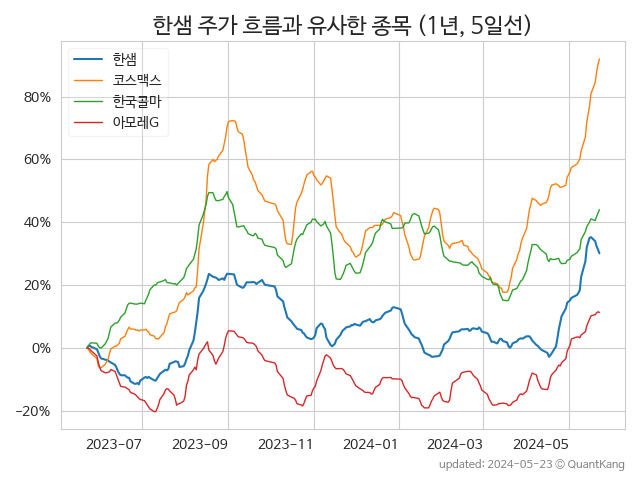 한샘 주가 흐름과 유사한 종목 (1년, 5일선)
한샘
코스맥스
한국콜마
아모레G
80%
60%
40%
20%
0%
−20%
2023-07 2023-09 2023-11 2024-01 2024-03 2024-05
updated: 2024-05-23 ⓒ QuantKang